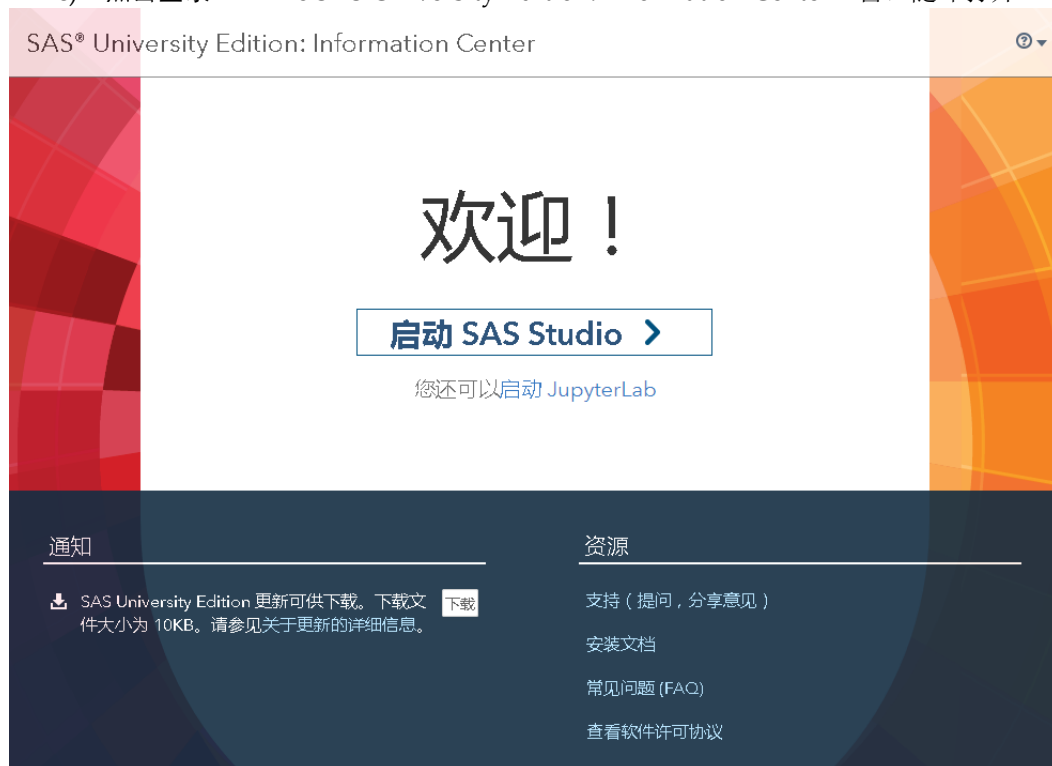 SAS® University Edition: Information Center
欢迎！
启动 SAS Studio
您还可以启动 JupyterLab
通知
SAS University Edition 更新可供下载。下载文
件大小为 10KB。请参见关于更新的详细信息。
下载
资源
支持 ( 提问 , 分享意见 )
安装文档
常见问题 (FAQ)
查看软件许可协议